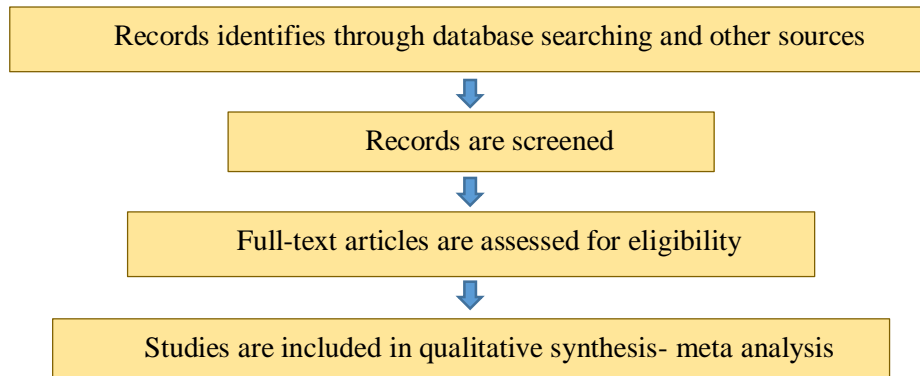 Records identifies through database searching and other sources
Records are screened
Full-text articles are assessed for eligibility
Studies are included in qualitative synthesis- meta analysis